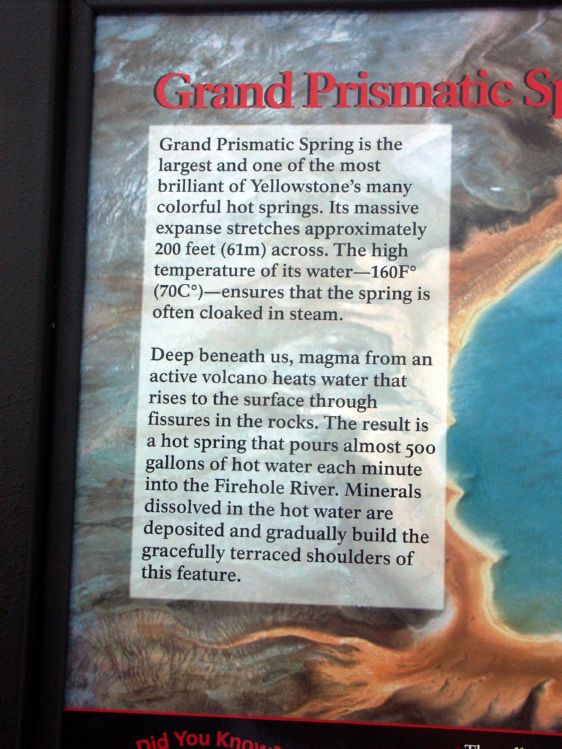 Grand Prismatic Sp
Grand Prismatic Spring is the
largest and one of the most
brilliant of Yellowstone's many
colorful hot springs. Its massive
expanse stretches approximately
200 feet (61m) across. The high
temperature of its water—160F°
(70C°)—ensures that the spring is
often cloaked in steam.
Deep beneath us, magma from an
active volcano heats water that
rises to the surface through
fissures in the rocks. The result is
a hot spring that pours almost 500
gallons of hot water each minute
into the Firehole River. Minerals
dissolved in the hot water are
deposited and gradually build the
gracefully terraced shoulders of
this feature.
Did You Know